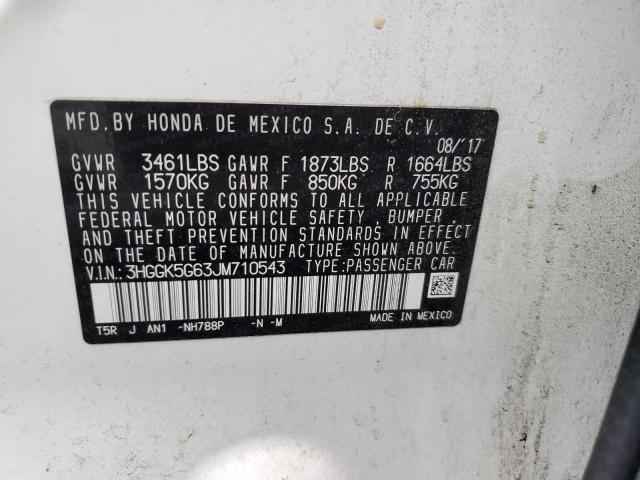 MFD. BY HONDA DE MEXICO S.A. DE C.V.
08/'17
GVWR 3461LBS GAWR F 1873LBS R 1664LBS
GVWR 1570KG GAWR F 850KG R 755KG
THIS VEHICLE CONFORMS TO ALL APPLICABLE
FEDERAL MOTOR VEHICLE SAFETY, BUMPER,
AND THEFT PREVENTION STANDARDS IN EFFECT
ON THE DATE OF MANUFACTURE SHOWN ABOVE.
V.I.N.: 3HGGK5G63JM710543 TYPE: PASSENGER CAR
T5R J AN1 -NH788P -N -M MADE IN MEXICO